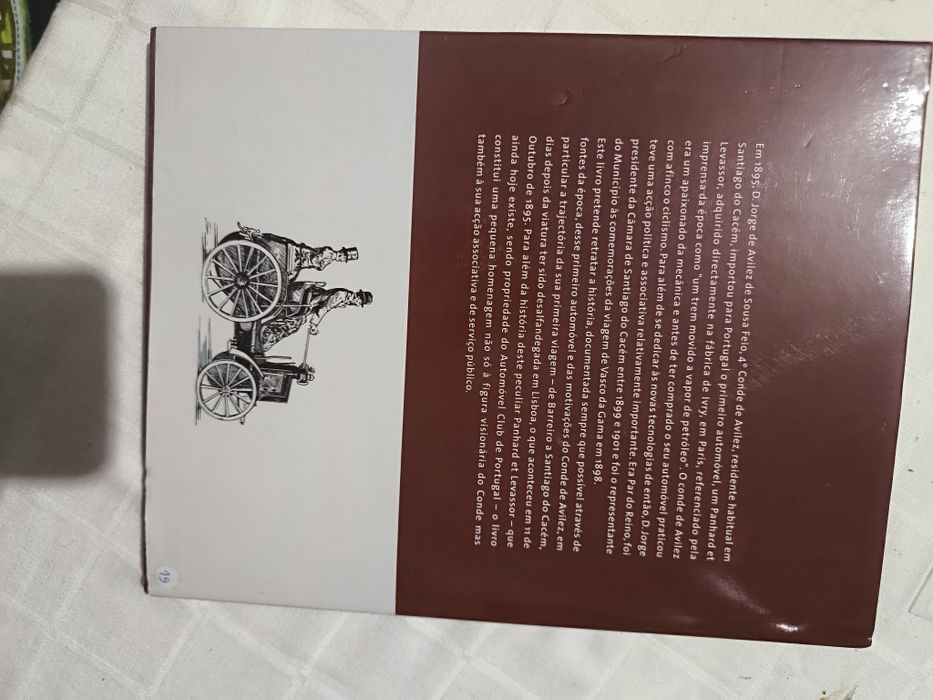 Em 1895, D. Jorge de Avilez de Sousa Feio, 4º Conde de Avilez, residente habitual em
Santiago do Cacém, importou para Portugal o primeiro automóvel, um Panhard et
Levassor, adquirido directamente na fábrica de Ivry, em Paris, referenciado pela
imprensa da época como "um trem movido a vapor de petróleo". O conde de Avilez
era um apaixonado da mecânica e antes de ter comprado o seu automóvel praticou
com afinco o ciclismo. Para além de se dedicar às novas tecnologias de então, D. Jorge
teve uma acção política e associativa relativamente importante. Era Par do Reino, foi
presidente da Câmara de Santiago do Cacém entre 1899 e 1901 e foi o representante
do Município às comemorações da viagem de Vasco da Gama em 1898.
Este livro pretende retratar a história, documentada sempre que possível através de
fontes da época, desse primeiro automóvel e das motivações do Conde de Avilez, em
particular a trajectória da sua primeira viagem – de Barreiro a Santiago do Cacém,
dias depois da viatura ter sido desalfandegada em Lisboa, o que aconteceu em 11 de
Outubro de 1895. Para além da história deste peculiar Panhard et Levassor – que
ainda hoje existe, sendo propriedade do Automóvel Club de Portugal – o livro
constitui uma pequena homenagem não só à figura visionária do Conde mas
também à sua acção associativa e de serviço público.
15